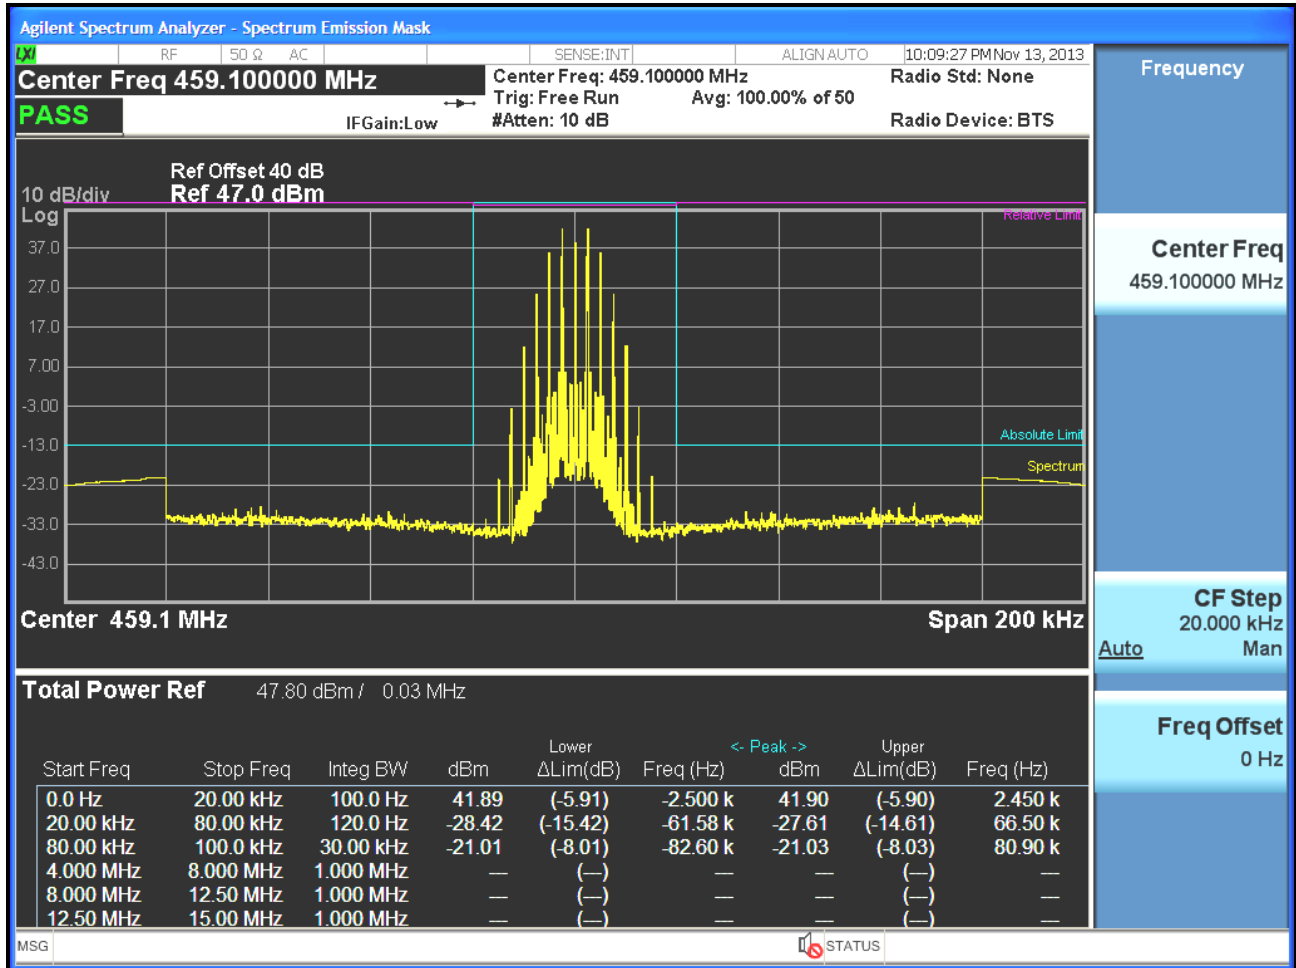 Agilent Spectrum Analyzer - Spectrum Emission Mask
LXI RF 50 Ω AC SENSE:INT ALIGN AUTO 10:09:27 PM Nov 13, 2013
Center Freq 459.100000 MHz
Center Freq: 459.100000 MHz Radio Std: None
Trig: Free Run Avg: 100.00% of 50
PASS IFGain:Low #Atten: 10 dB Radio Device: BTS
Ref Offset 40 dB
10 dB/div Ref 47.0 dBm
Log
Relative Limit
37.0
27.0
17.0
7.00
-3.00
-13.0
Absolute Limit
Spectrum
-23.0
-33.0
-43.0
Center 459.1 MHz Span 200 kHz
Total Power Ref 47.80 dBm / 0.03 MHz
Lower <- Peak -> Upper
Start Freq Stop Freq Integ BW dBm ΔLim(dB) Freq (Hz) dBm ΔLim(dB) Freq (Hz)
0.0 Hz 20.00 kHz 100.0 Hz 41.89 (-5.91) -2.500 k 41.90 (-5.90) 2.450 k
20.00 kHz 80.00 kHz 120.0 Hz -28.42 (-15.42) -61.58 k -27.61 (-14.61) 66.50 k
80.00 kHz 100.0 kHz 30.00 kHz -21.01 (-8.01) -82.60 k -21.03 (-8.03) 80.90 k
4.000 MHz 8.000 MHz 1.000 MHz --- (---) --- --- (---) ---
8.000 MHz 12.50 MHz 1.000 MHz --- (---) --- --- (---) ---
12.50 MHz 15.00 MHz 1.000 MHz --- (---) --- --- (---) ---
MSG STATUS
Frequency
Center Freq
459.100000 MHz
CF Step
20.000 kHz
Auto Man
Freq Offset
0 Hz